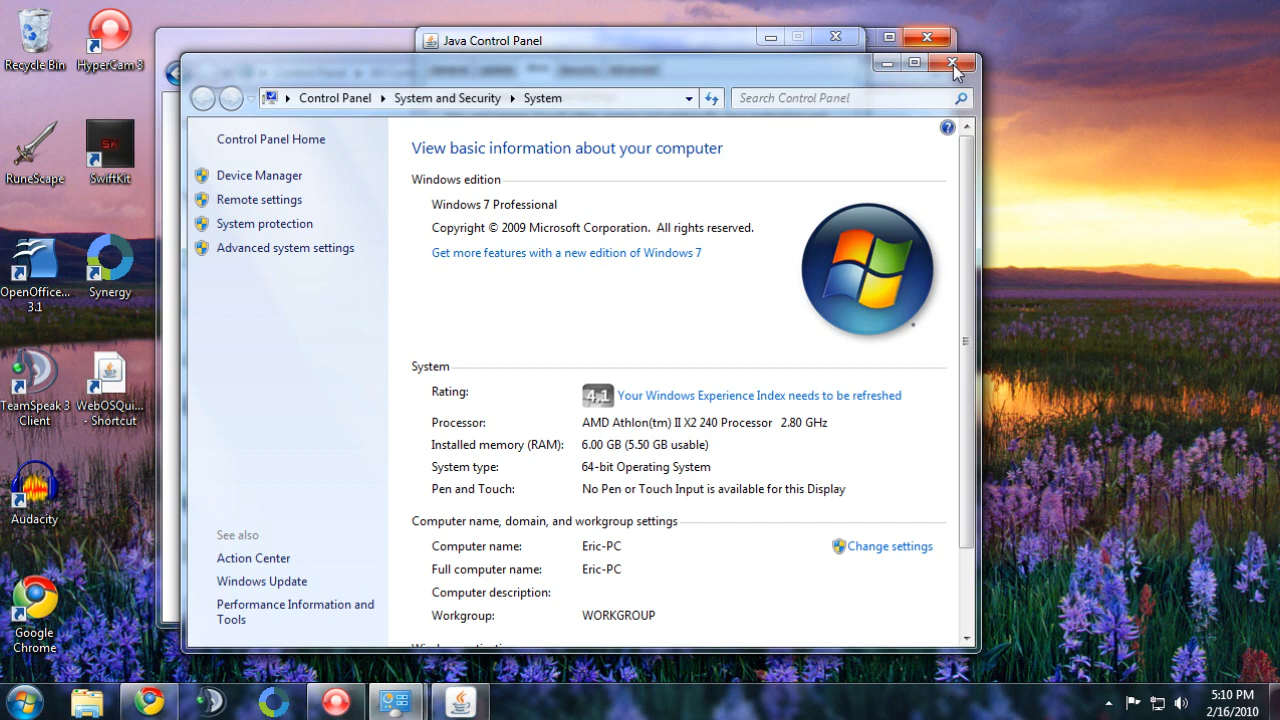 Java Control Panel
Recycle Bin
HyperCam 3
RuneScape
SK
SwiftKit
OpenOffice... 3.1
Synergy
TeamSpeak 3 Client
WebOSQui... - Shortcut
Audacity
Google Chrome
Control Panel
System and Security
System
Search Control Panel
Control Panel Home
Device Manager
Remote settings
System protection
Advanced system settings
See also
Action Center
Windows Update
Performance Information and Tools
View basic information about your computer
Windows edition
Windows 7 Professional
Copyright © 2009 Microsoft Corporation. All rights reserved.
Get more features with a new edition of Windows 7
System
Rating:
4.1 Your Windows Experience Index needs to be refreshed
Processor: AMD Athlon(tm) II X2 240 Processor 2.80 GHz
Installed memory (RAM): 6.00 GB (5.50 GB usable)
System type: 64-bit Operating System
Pen and Touch: No Pen or Touch Input is available for this Display
Computer name, domain, and workgroup settings
Computer name: Eric-PC
Change settings
Full computer name: Eric-PC
Computer description:
Workgroup: WORKGROUP
5:10 PM
2/16/2010